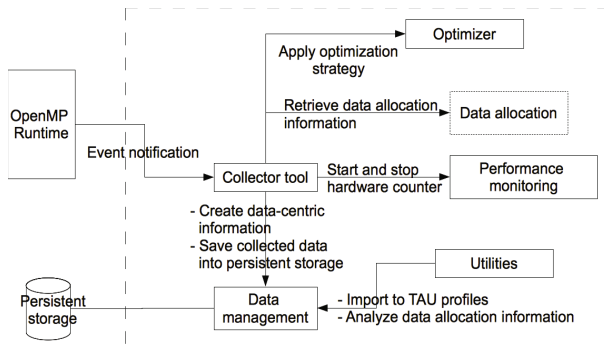 Optimizer
Apply optimization
strategy
OpenMP
Runtime
Retrieve data allocation
information
Data allocation
Event notification
Collector tool
Start and stop
hardware counter
Performance
monitoring
- Create data-centric
information
- Save collected data
into persistent storage
Utilities
Persistent
storage
Data
management
- Import to TAU profiles
- Analyze data allocation information